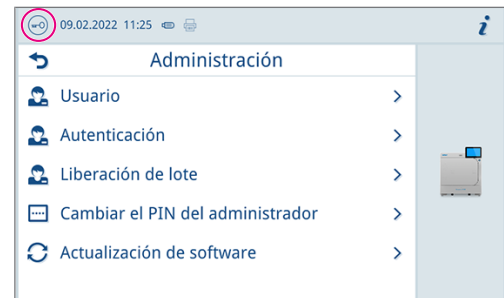 09.02.2022 11:25
i
Administración
Usuario
Autenticación
Liberación de lote
Cambiar el PIN del administrador
Actualización de software